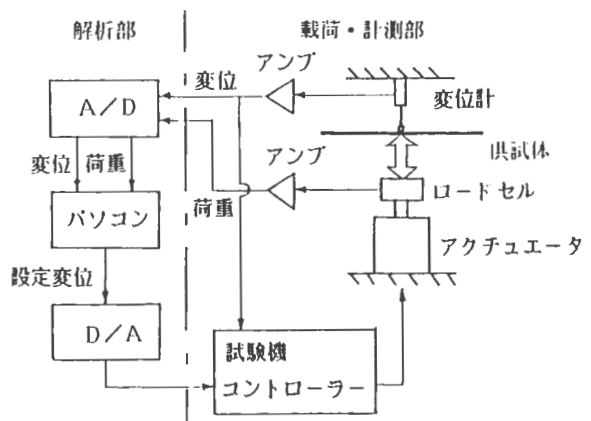 解析部
載荷・計測部
アンプ
変位
A/D
変位計
供試体
アンプ
変位
荷重
荷重
ロードセル
パソコン
アクチュエータ
設定変位
D/A
試験機
コントローラー